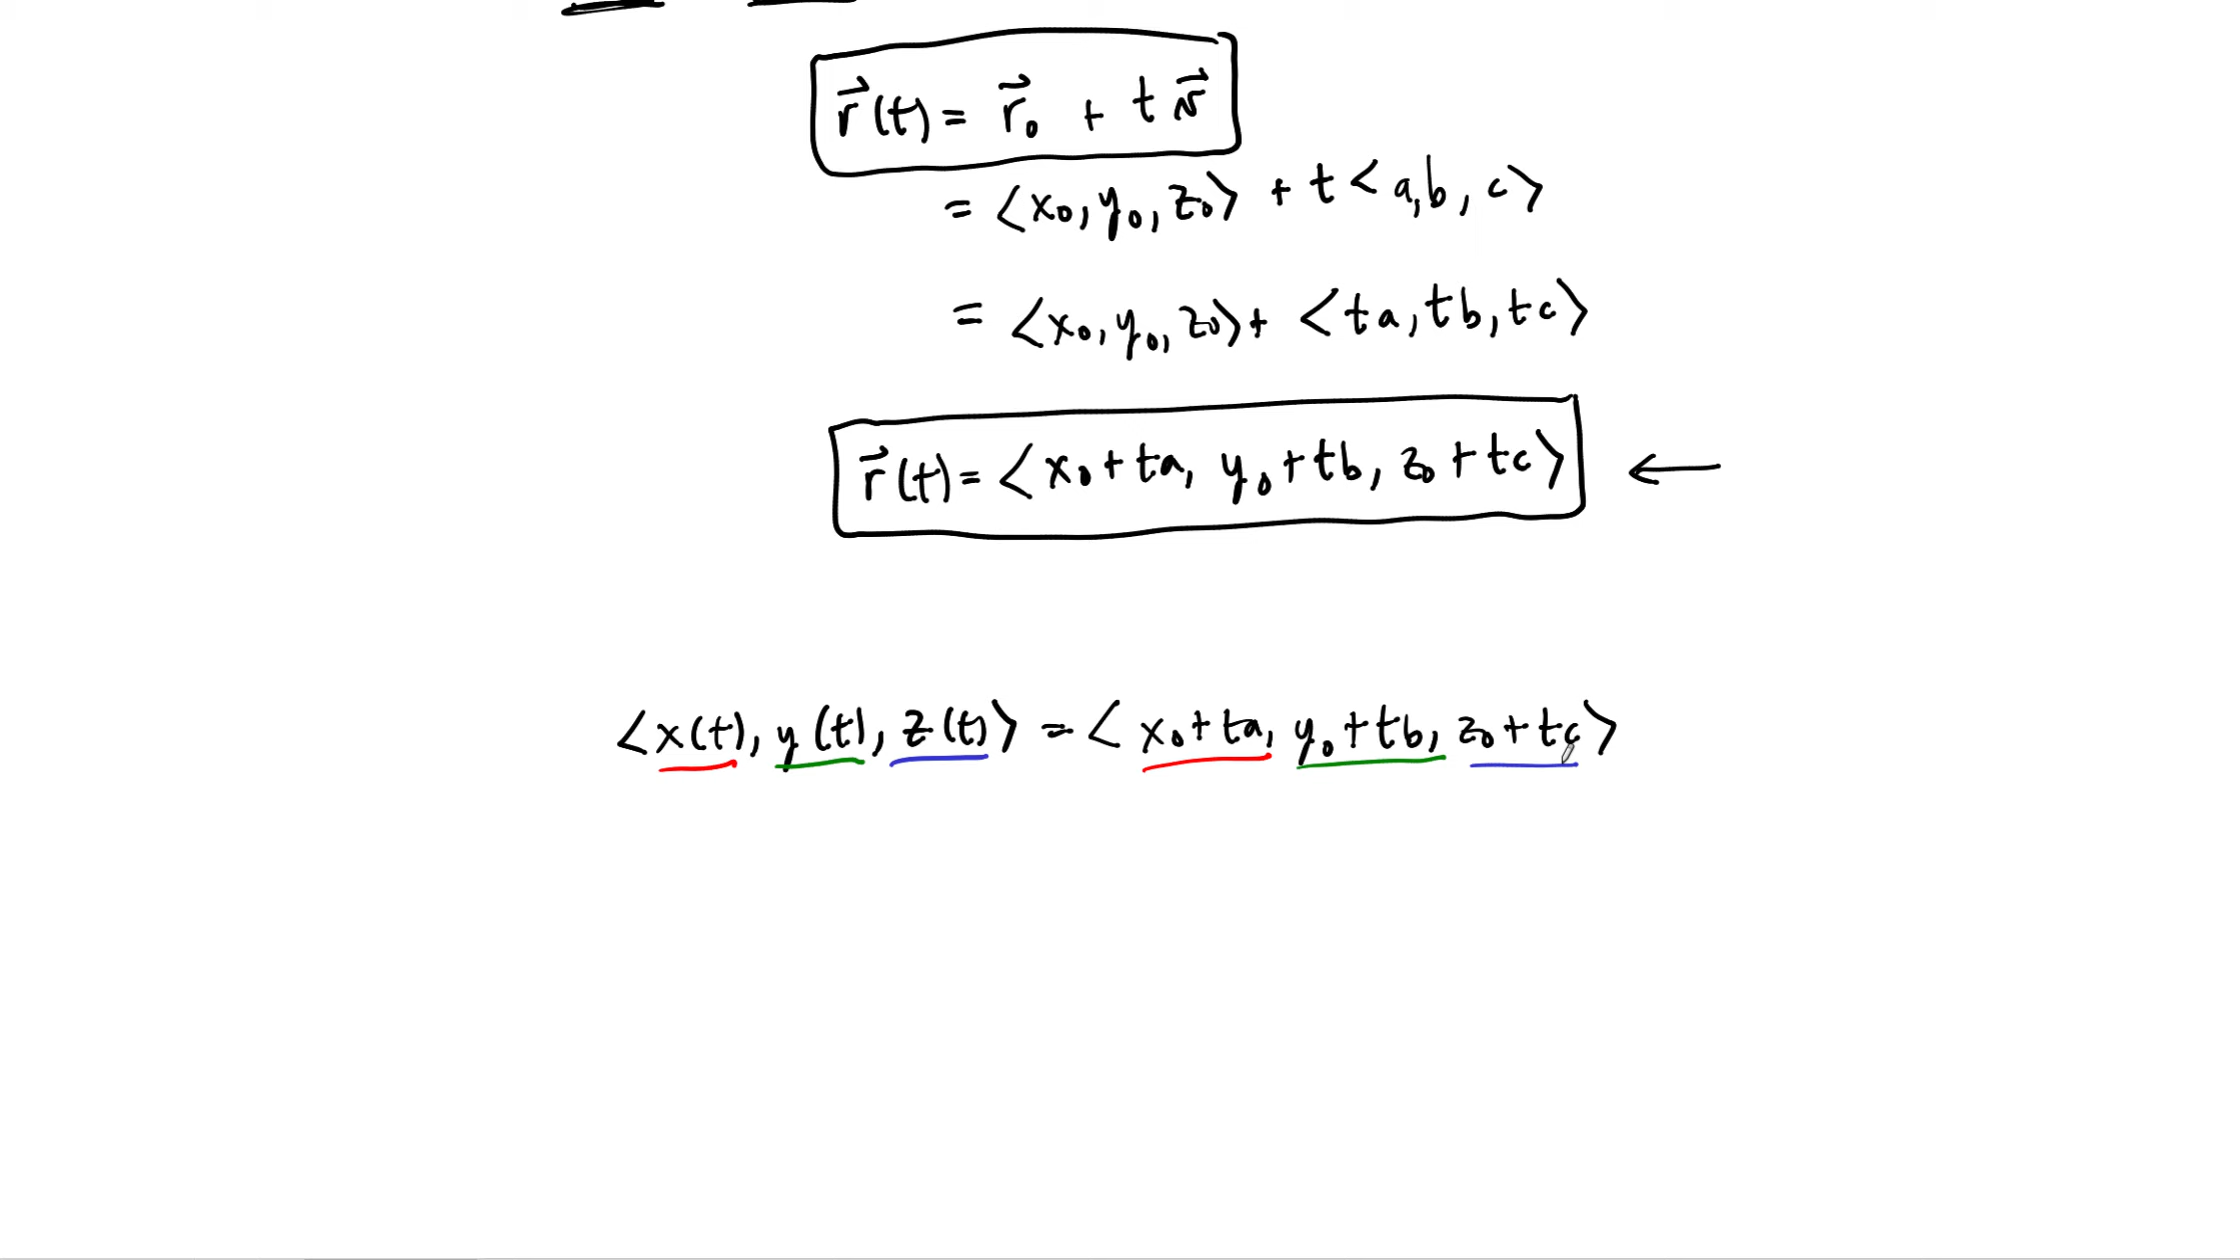 r⃗(t) = r⃗₀ + t v⃗
= ⟨x₀, y₀, z₀⟩ + t⟨a, b, c⟩
= ⟨x₀, y₀, z₀⟩ + ⟨ta, tb, tc⟩
r⃗(t) = ⟨x₀ + ta, y₀ + tb, z₀ + tc⟩ ←
⟨x(t), y(t), z(t)⟩ = ⟨x₀ + ta, y₀ + tb, z₀ + tc⟩